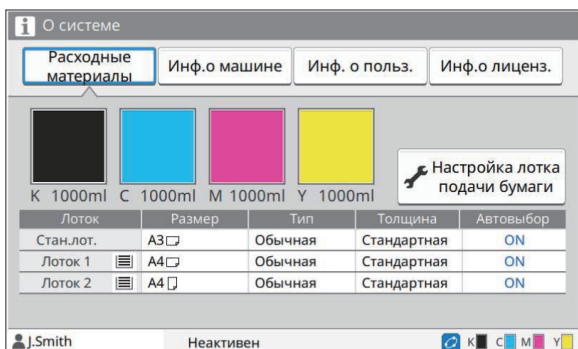 i О системе
Расходные
материалы
Инф.о машине
Инф. о польз.
Инф.о лиценз.
K 1000ml C 1000ml M 1000ml Y 1000ml
Настройка лотка
подачи бумаги
Лоток Размер Тип Толщина Автовыбор
Стан.лот. A3 Обычная Стандартная ON
Лоток 1 A4 Обычная Стандартная ON
Лоток 2 A4 Обычная Стандартная ON
J.Smith Неактивен K C M Y